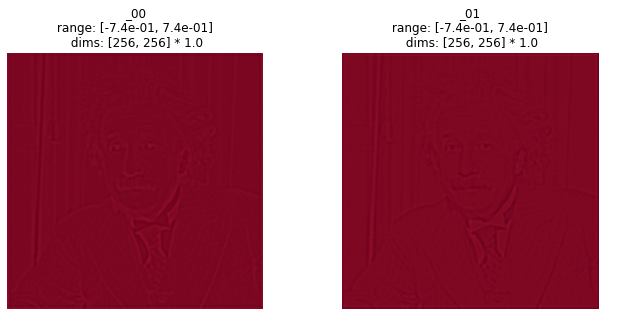 _00
range: [-7.4e-01, 7.4e-01]
dims: [256, 256] * 1.0
_01
range: [-7.4e-01, 7.4e-01]
dims: [256, 256] * 1.0